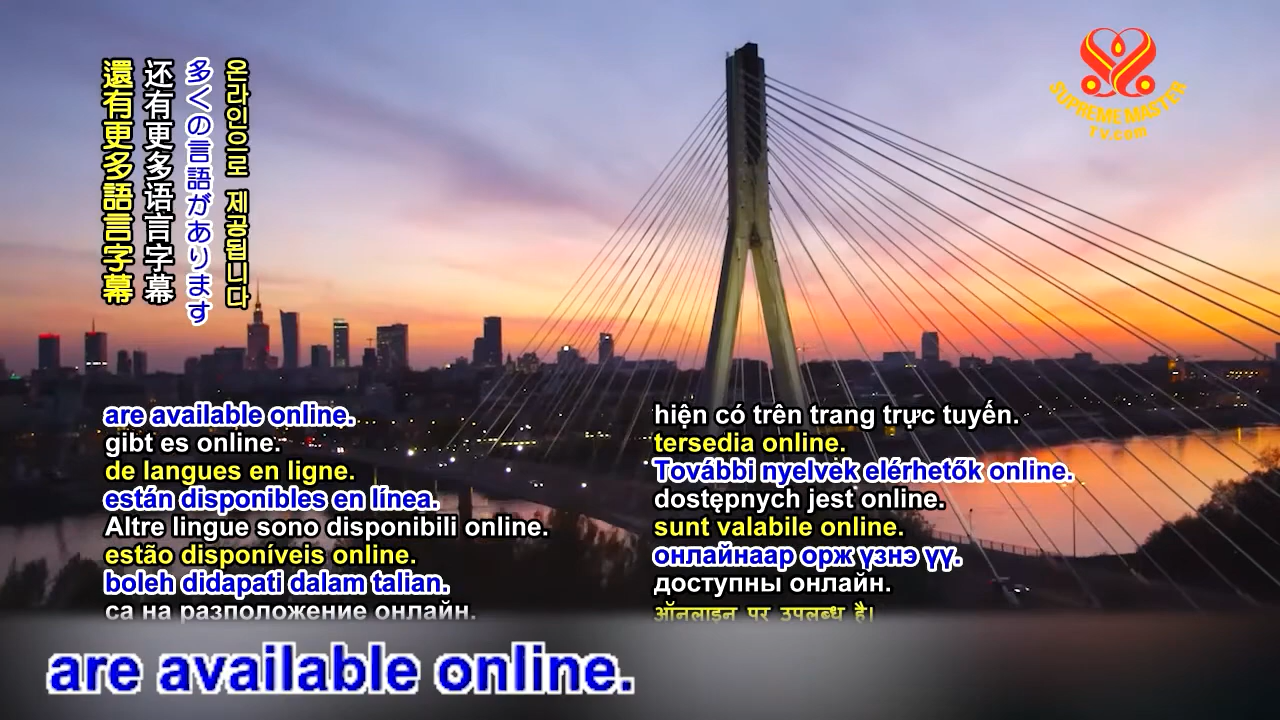 SUPREME MASTER
TV.com
還有更多語言字幕
还有更多语言字幕
多くの言語があります
온라인으로 제공됩니다
are available online.
gibt es online.
de langues en ligne.
están disponibles en línea.
Altre lingue sono disponibili online.
estão disponíveis online.
boleh didapati dalam talian.
са на разположение онлайн.
hiện có trên trang trực tuyến.
tersedia online.
További nyelvek elérhetők online.
dostępnych jest online.
sunt valabile online.
онлайнаар орж үзнэ үү.
доступны онлайн.
ऑनलाइन पर उपलब्ध है।
are available online.